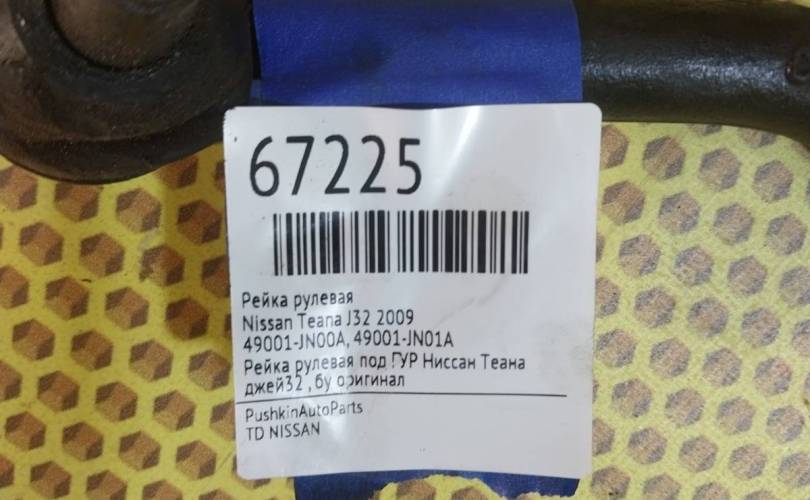 67225
Рейка рулевая
Nissan Teana J32 2009
49001-JN00A, 49001-JN01A
Рейка рулевая под ГУР Ниссан Теана
джей32 , бу оригинал
PushkinAutoParts
TD NISSAN